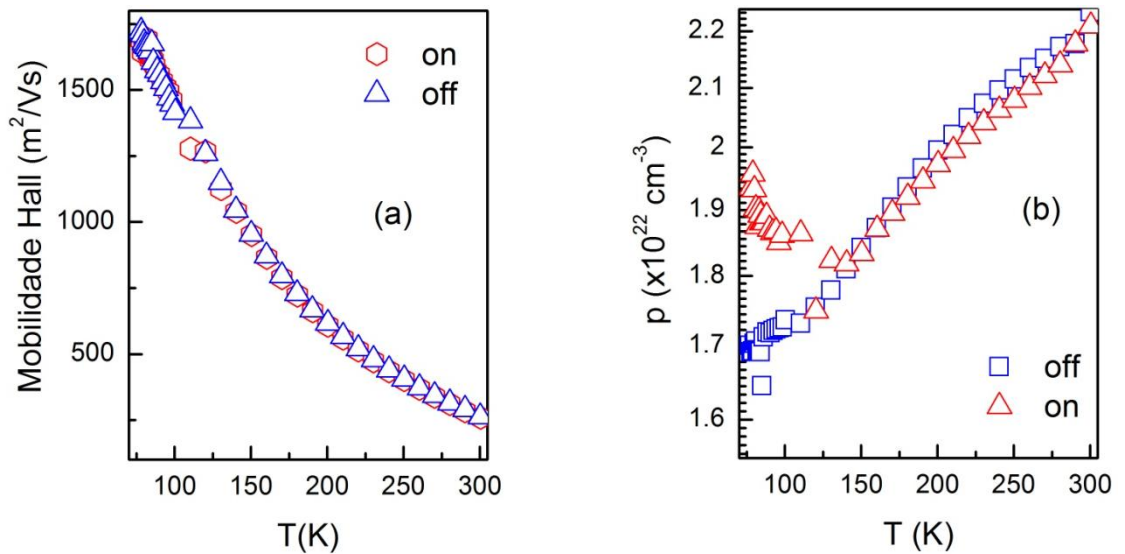 Mobilidade Hall (m²/Vs)
1500
1000
500
on
off
(a)
100 150 200 250 300
T(K)
p (x10²² cm⁻³)
2.2
2.1
2
1.9
1.8
1.7
1.6
(b)
off
on
100 150 200 250 300
T (K)